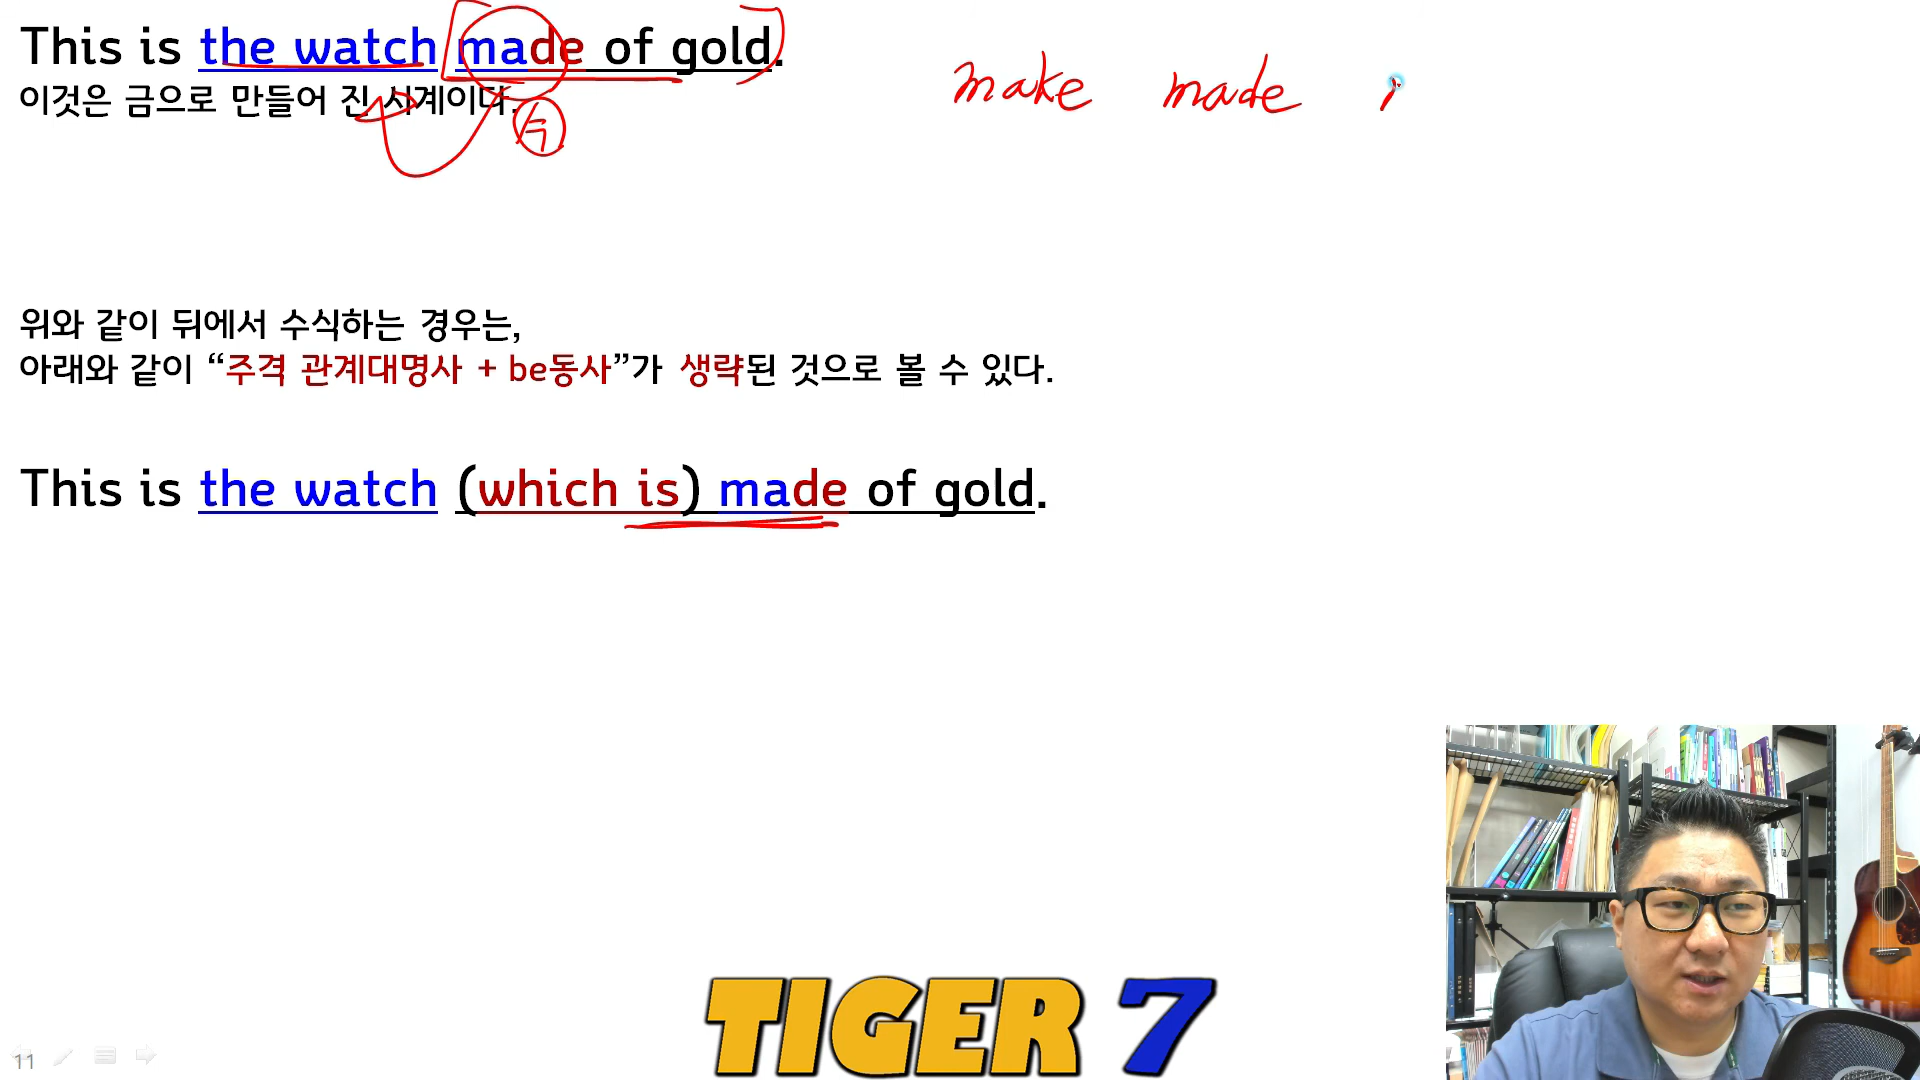 This is the watch made of gold.
이것은 금으로 만들어 진 시계이다.
make made
위와 같이 뒤에서 수식하는 경우는,
아래와 같이 “주격 관계대명사 + be동사”가 생략된 것으로 볼 수 있다.
This is the watch (which is) made of gold.
TIGER 7
11